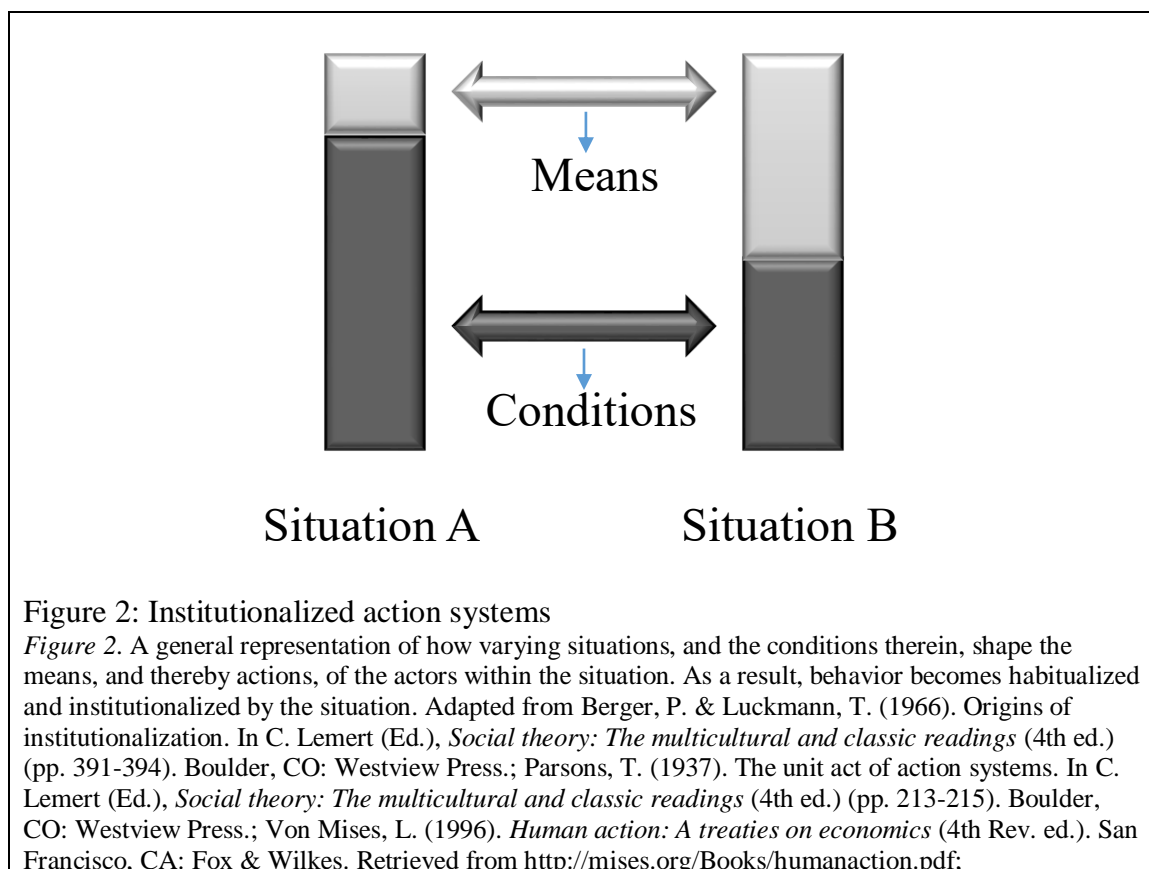 Means
Conditions
Situation A
Situation B
Figure 2: Institutionalized action systems
Figure 2. A general representation of how varying situations, and the conditions therein, shape the
means, and thereby actions, of the actors within the situation. As a result, behavior becomes habitualized
and institutionalized by the situation. Adapted from Berger, P. & Luckmann, T. (1966). Origins of
institutionalization. In C. Lemert (Ed.), Social theory: The multicultural and classic readings (4th ed.)
(pp. 391-394). Boulder, CO: Westview Press.; Parsons, T. (1937). The unit act of action systems. In C.
Lemert (Ed.), Social theory: The multicultural and classic readings (4th ed.) (pp. 213-215). Boulder,
CO: Westview Press.; Von Mises, L. (1996). Human action: A treaties on economics (4th Rev. ed.). San
Francisco, CA: Fox & Wilkes. Retrieved from http://mises.org/Books/humanaction.pdf;